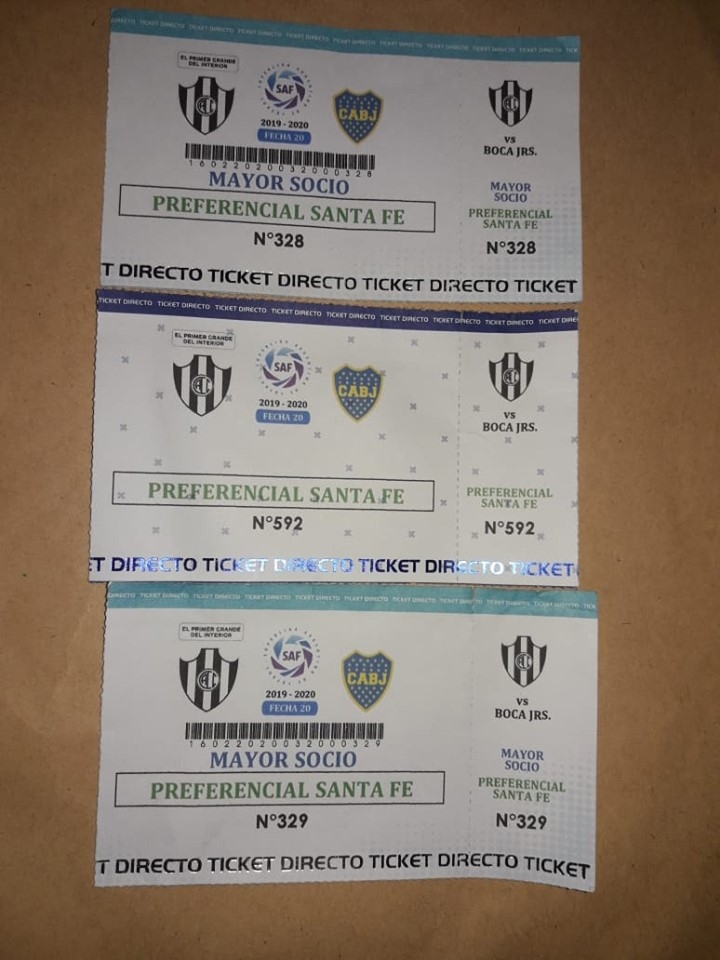 DIRECTO TICKET DIRECTO TICKET DIRECTO TICKET DIRECTO TICKET DIRECTO TICKET DIRECTO TICKET DIRECTO TICK
EL PRIMER GRANDE
DEL INTERIOR
SAF
CABJ
2019 - 2020
FECHA 20
1602202003200032​8
MAYOR SOCIO
PREFERENCIAL SANTA FE
N°328
VS
BOCA JRS.
MAYOR
SOCIO
PREFERENCIAL
SANTA FE
N°328
T DIRECTO TICKET DIRECTO TICKET DIRECTO TICKET
TICKET DIRECTO TICKET DIRECTO TICKET DIRECTO TICKET DIRECTO TICKET DIRECTO TICKET DIRECTO TICKET DIRECTO TICKET DIRE
EL PRIMER GRANDE
DEL INTERIOR
SAF
CABJ
2019 - 2020
FECHA 20
PREFERENCIAL SANTA FE
N°592
VS
BOCA JRS.
PREFERENCIAL
SANTA FE
N°592
ET DIRECTO TICKET DIRECTO TICKET DIRECTO TICKET
DIRECTO TICKET DIRECTO TICKET DIRECTO TICKET DIRECTO TICKET DIRECTO TICKET DIRECTO TICKET DIRECTO TICK
EL PRIMER GRANDE
DEL INTERIOR
SAF
CABJ
2019 - 2020
FECHA 20
16022020032000329
MAYOR SOCIO
PREFERENCIAL SANTA FE
N°329
VS
BOCA JRS.
MAYOR
SOCIO
PREFERENCIAL
SANTA FE
N°329
T DIRECTO TICKET DIRECTO TICKET DIRECTO TICKET